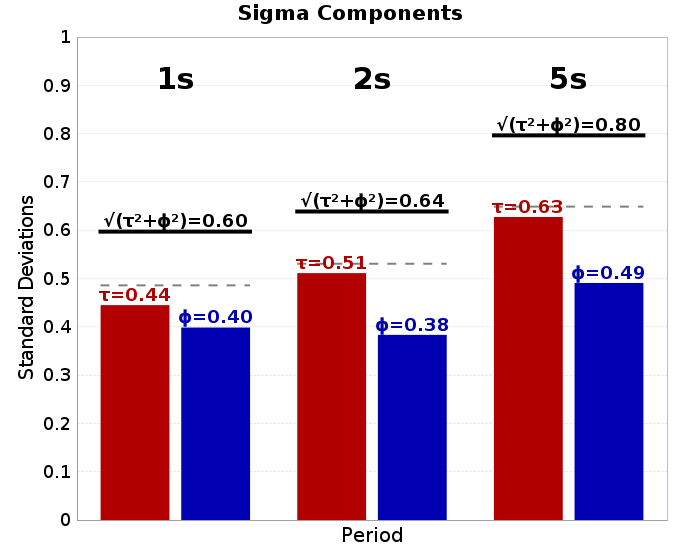 Sigma Components
1s 2s 5s
√(τ²+ϕ²)=0.60
√(τ²+ϕ²)=0.64
√(τ²+ϕ²)=0.80
τ=0.44
ϕ=0.40
τ=0.51
ϕ=0.38
τ=0.63
ϕ=0.49
Standard Deviations
1
0.9
0.8
0.7
0.6
0.5
0.4
0.3
0.2
0.1
0
Period